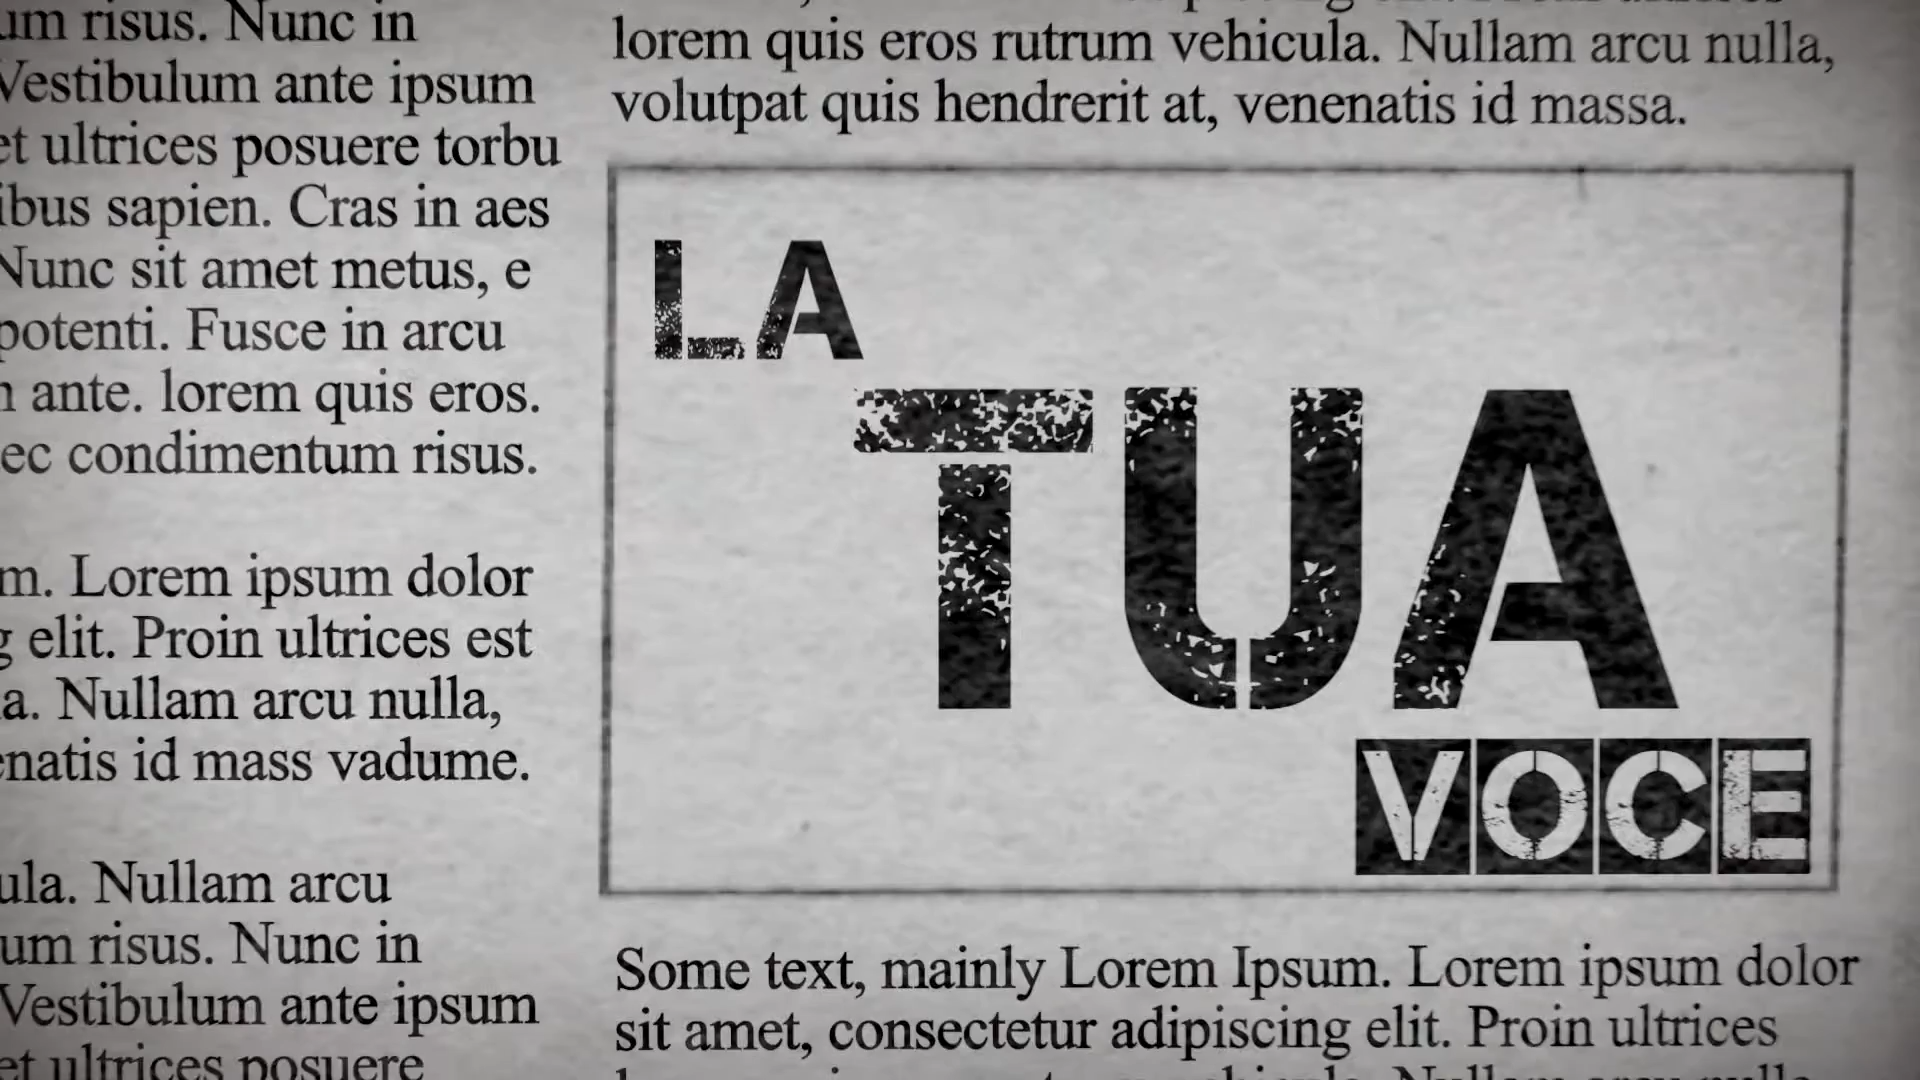 um risus. Nunc in
Vestibulum ante ipsum
et ultrices posuere torbu
ibus sapien. Cras in aes
Nunc sit amet metus, e
potenti. Fusce in arcu
ante. lorem quis eros.
ec condimentum risus.
m. Lorem ipsum dolor
g elit. Proin ultrices est
a. Nullam arcu nulla,
enatis id mass vadume.
ula. Nullam arcu
um risus. Nunc in
Vestibulum ante ipsum
et ultrices posuere
lorem quis eros rutrum vehicula. Nullam arcu nulla,
volutpat quis hendrerit at, venenatis id massa.
LA
TUA
VOCE
Some text, mainly Lorem Ipsum. Lorem ipsum dolor
sit amet, consectetur adipiscing elit. Proin ultrices